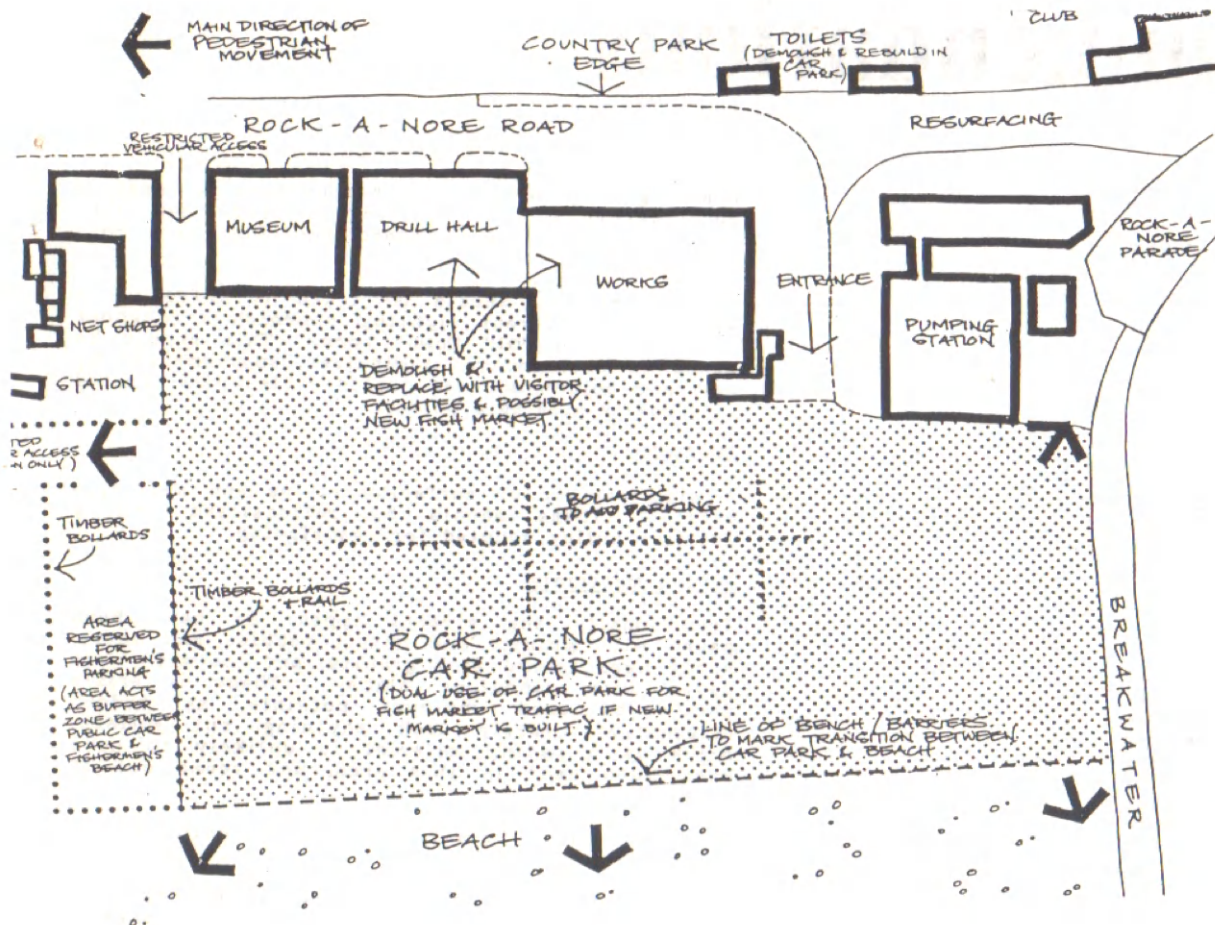 MAIN DIRECTION OF
PEDESTRIAN
MOVEMENT
COUNTRY PARK
EDGE
TOILETS
(DEMOLISH & REBUILD IN
CAR
PARK)
CLUB
ROCK-A-NORE ROAD
RESTRICTED
VEHICULAR ACCESS
RESURFACING
MUSEUM
DRILL HALL
WORKS
ENTRANCE
ROCK-A-
NORE
PARADE
PUMPING
STATION
NET SHOPS
STATION
DEMOLISH &
REPLACE WITH VISITOR
FACILITIES & POSSIBLY
NEW FISH MARKET
ACCESS
ONLY)
BOLLARDS
TO PARKING
TIMBER
BOLLARDS
TIMBER BOLLARDS
+ RAIL
AREA
RESERVED
FOR
FISHERMEN'S
PARKING
(AREA ACTS
AS BUFFER
ZONE BETWEEN
PUBLIC CAR
PARK &
FISHERMEN'S
BEACH)
ROCK-A-NORE
CAR PARK
(DUAL USE OF CAR PARK FOR
FISH MARKET TRAFFIC IF NEW
MARKET IS BUILT.)
LINE OF BENCH/BARRIERS
TO MARK TRANSITION BETWEEN
CAR PARK & BEACH
BREAKWATER
BEACH